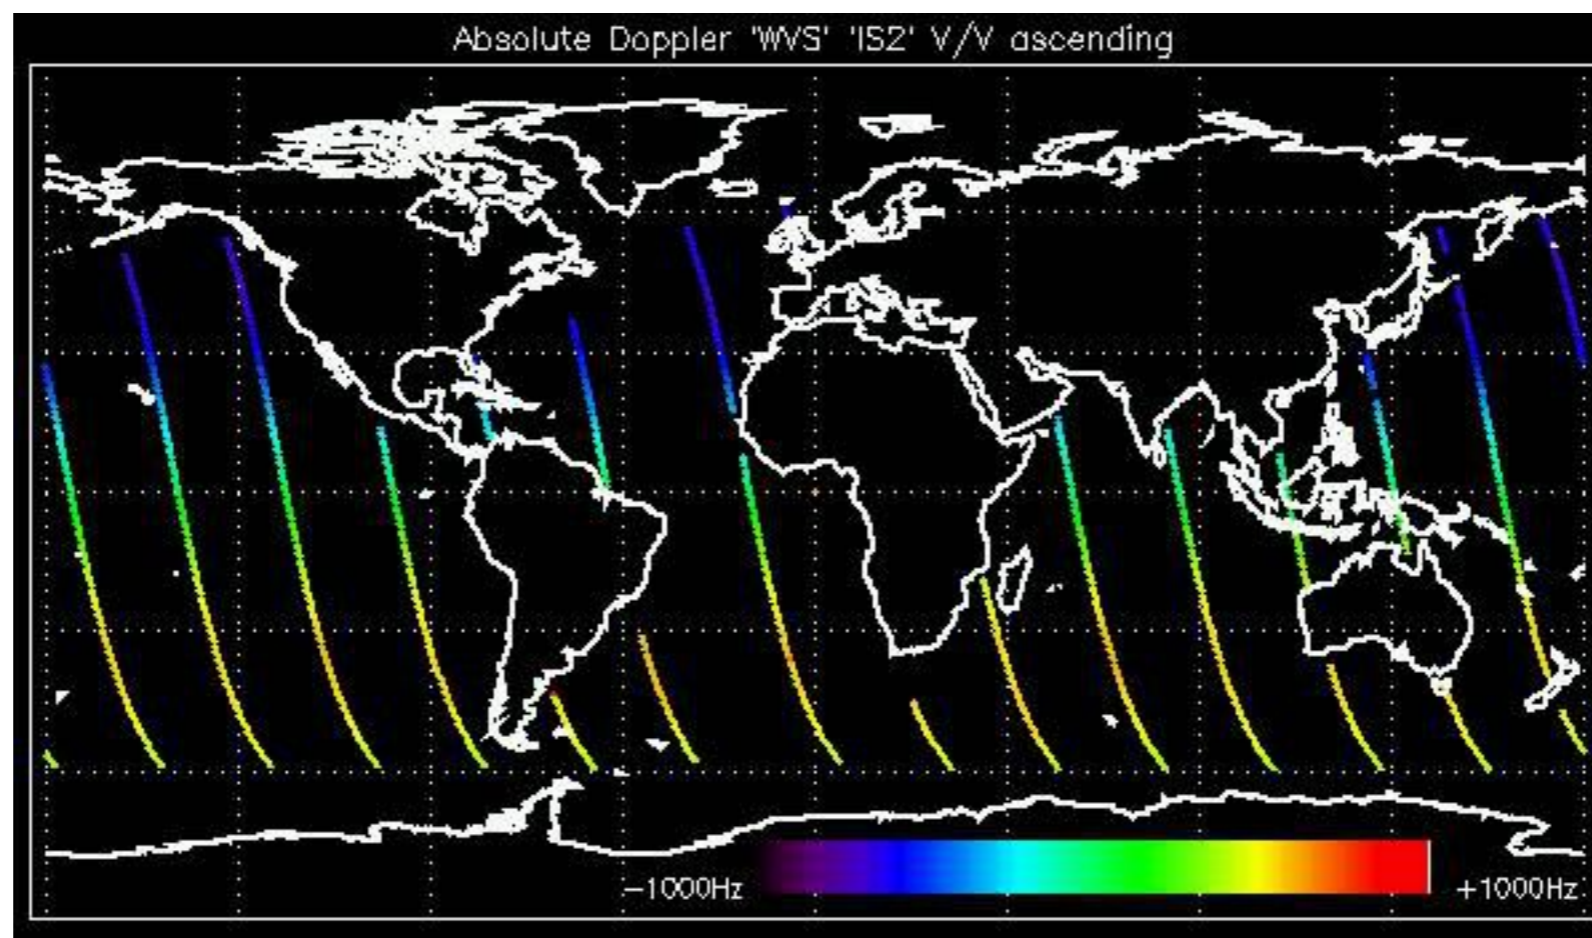 Absolute Doppler 'WVS' 'IS2' V/V ascending
−1000Hz
+1000Hz